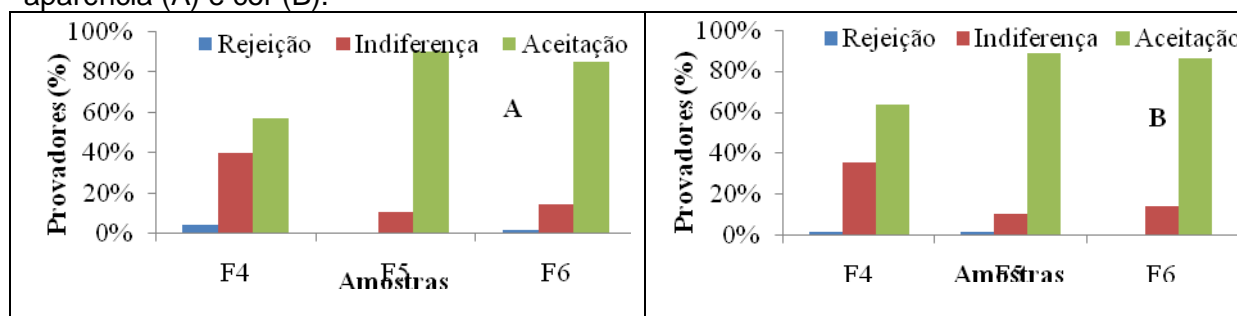 aparência (A) e cor (B).
100%
80%
60%
40%
20%
0%
Provadores (%)
Rejeição Indiferença Aceitação
A
F4 F5 F6
Amostras
100%
80%
60%
40%
20%
0%
Provadores (%)
Rejeição Indiferença Aceitação
B
F4 F5 F6
Amostras